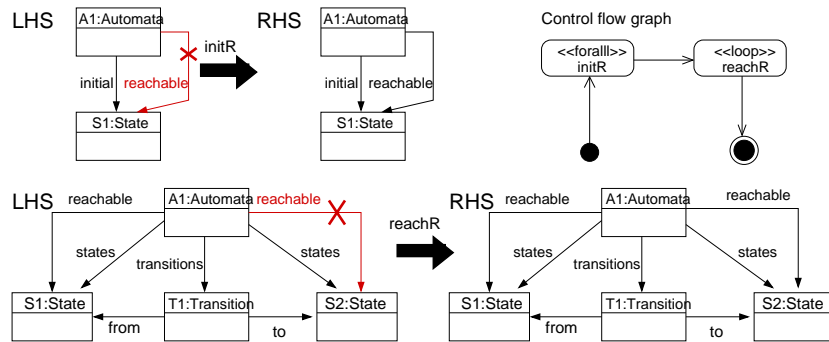 LHS
A1:Automata
initR
initial
reachable
S1:State
RHS
A1:Automata
initial
reachable
S1:State
Control flow graph
<<foralll>>
initR
<<loop>>
reachR
LHS
reachable
A1:Automata
reachable
states
transitions
states
S1:State
T1:Transition
S2:State
from
to
reachR
RHS
A1:Automata
reachable
reachable
states
transitions
states
S1:State
T1:Transition
S2:State
from
to